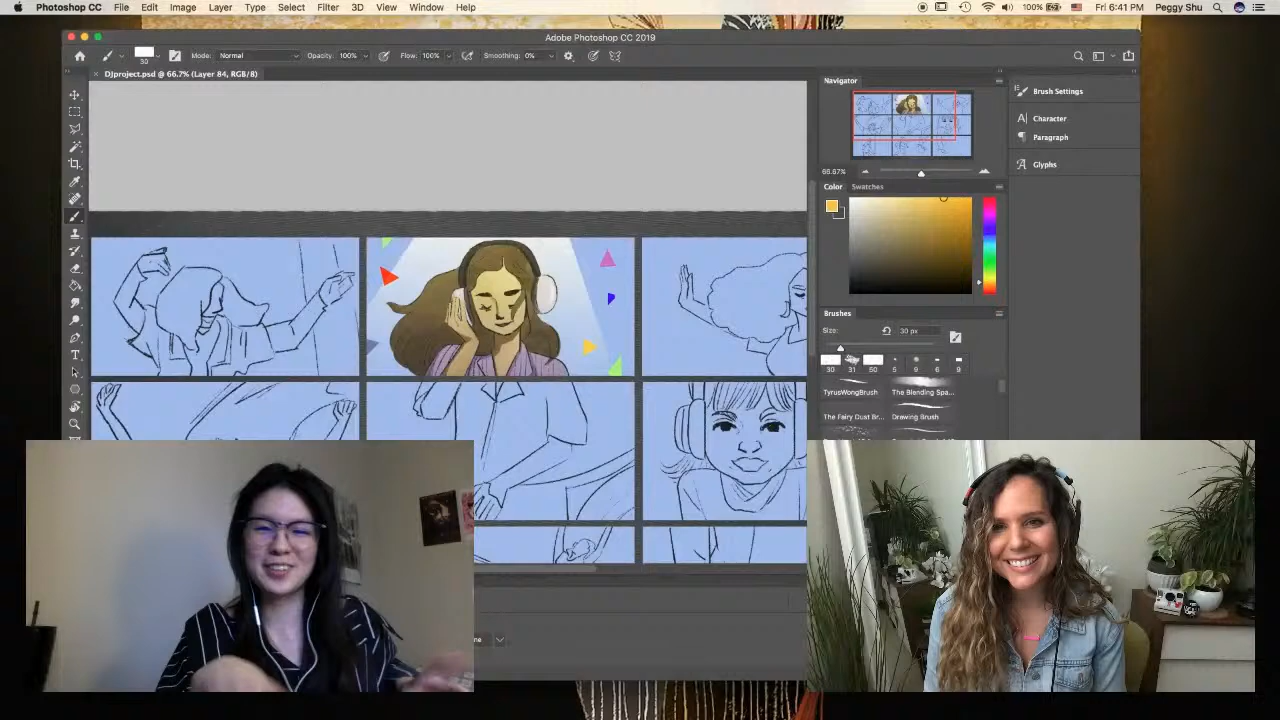 Photoshop CC File Edit Image Layer Type Select Filter 3D View Window Help 100% Fri 6:41 PM Peggy Shu
Adobe Photoshop CC 2019
30 Mode: Normal Opacity: 100% Flow: 100% Smoothing: 0%
× DJproject.psd @ 66.7% (Layer 84, RGB/8)
Navigator
Brush Settings
Character
Paragraph
Glyphs
66.67%
Color Swatches
Brushes
Size: 30 px
30 31 50 5 9 6 9
TyrusWongBrush The Blending Spa...
The Fairy Dust Br... Drawing Brush
ne